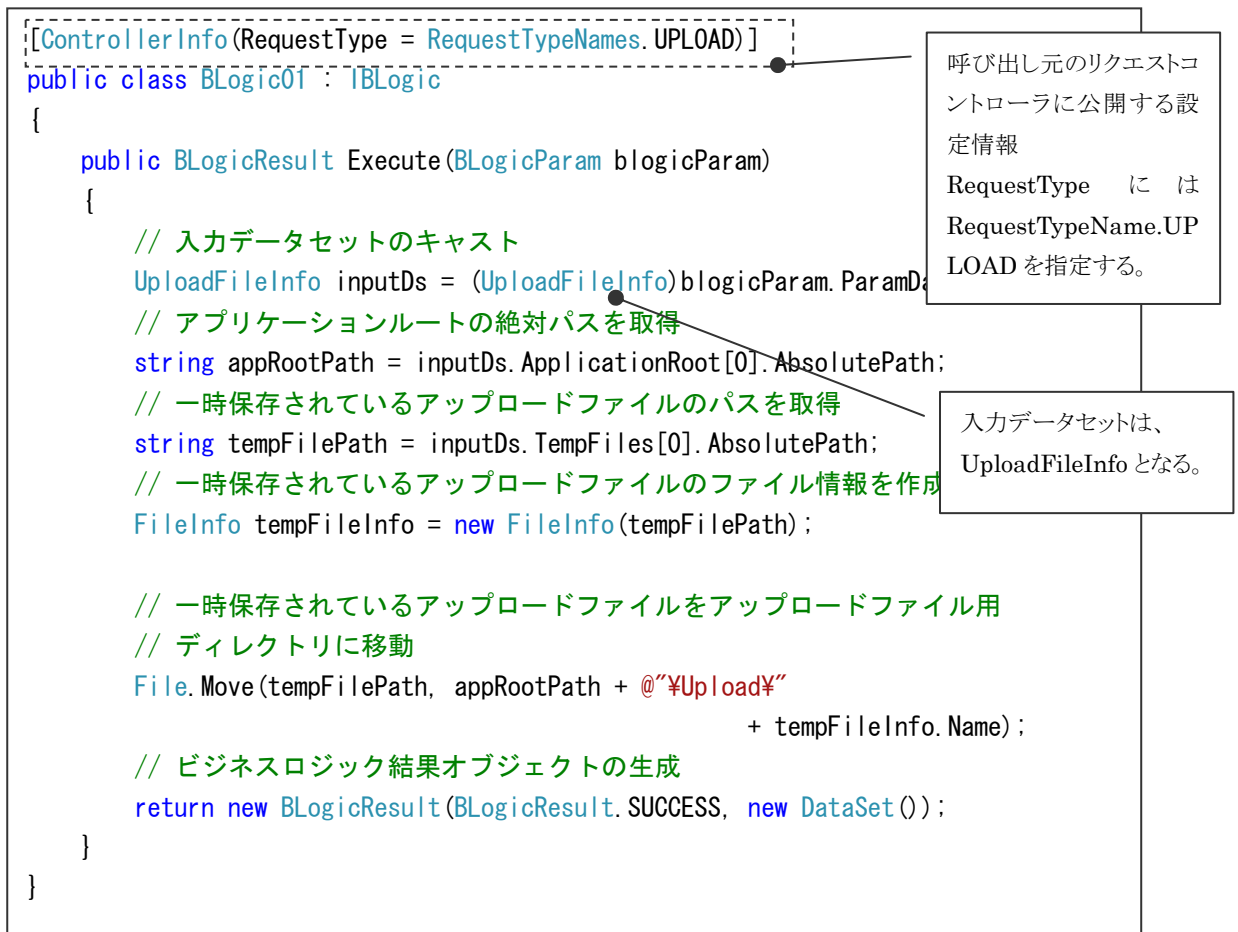 [ControllerInfo(RequestType = RequestTypeNames.UPLOAD)]
public class BLogic01 : IBLogic
{
public BLogicResult Execute(BLogicParam blogicParam)
{
// 入力データセットのキャスト
UploadFileInfo inputDs = (UploadFileInfo)blogicParam.ParamDa
// アプリケーションルートの絶対パスを取得
string appRootPath = inputDs.ApplicationRoot[0].AbsolutePath;
// 一時保存されているアップロードファイルのパスを取得
string tempFilePath = inputDs.TempFiles[0].AbsolutePath;
// 一時保存されているアップロードファイルのファイル情報を作成
FileInfo tempFileInfo = new FileInfo(tempFilePath);
// 一時保存されているアップロードファイルをアップロードファイル用
// ディレクトリに移動
File.Move(tempFilePath, appRootPath + @"¥Upload¥"
+ tempFileInfo.Name);
// ビジネスロジック結果オブジェクトの生成
return new BLogicResult(BLogicResult.SUCCESS, new DataSet());
}
}
呼び出し元のリクエストコ
ントローラに公開する設
定情報
RequestType には
RequestTypeName.UP
LOAD を指定する。
入力データセットは、
UploadFileInfo となる。